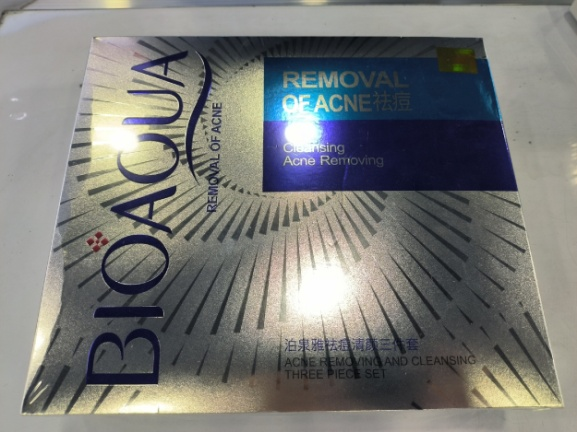 BIOAQUA
REMOVAL OF ACNE
REMOVAL
OF ACNE祛痘
Cleansing
Acne Removing
泊泉雅祛痘清颜三件套
ACNE REMOVING AND CLEANSING
THREE PIECE SET